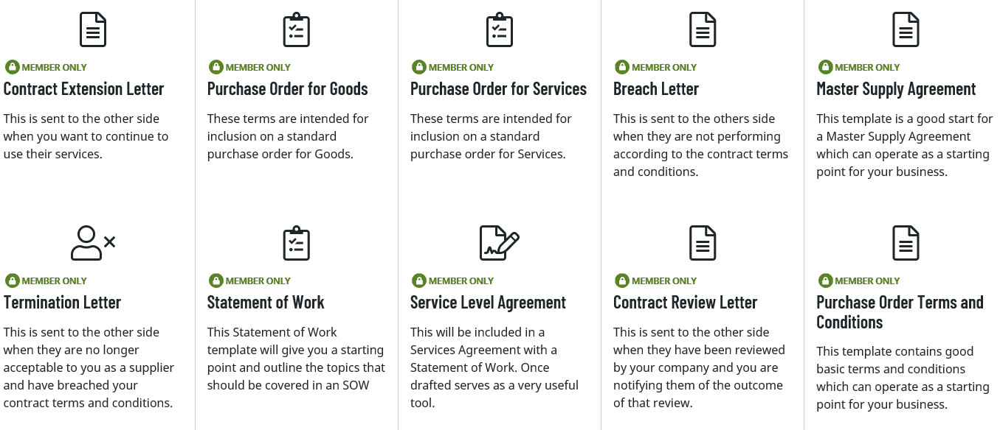 MEMBER ONLY
Contract Extension Letter
This is sent to the other side
when you want to continue to
use their services.
MEMBER ONLY
Purchase Order for Goods
These terms are intended for
inclusion on a standard
purchase order for Goods.
MEMBER ONLY
Purchase Order for Services
These terms are intended for
inclusion on a standard
purchase order for Services.
MEMBER ONLY
Breach Letter
This is sent to the others side
when they are not performing
according to the contract terms
and conditions.
MEMBER ONLY
Master Supply Agreement
This template is a good start for
a Master Supply Agreement
which can operate as a starting
point for your business.
MEMBER ONLY
Termination Letter
This is sent to the other side
when they are no longer
acceptable to you as a supplier
and have breached your
contract terms and conditions.
MEMBER ONLY
Statement of Work
This Statement of Work
template will give you a starting
point and outline the topics that
should be covered in an SOW
MEMBER ONLY
Service Level Agreement
This will be included in a
Services Agreement with a
Statement of Work. Once
drafted serves as a very useful
tool.
MEMBER ONLY
Contract Review Letter
This is sent to the other side
when they have been reviewed
by your company and you are
notifying them of the outcome
of that review.
MEMBER ONLY
Purchase Order Terms and
Conditions
This template contains good
basic terms and conditions
which can operate as a starting
point for your business.